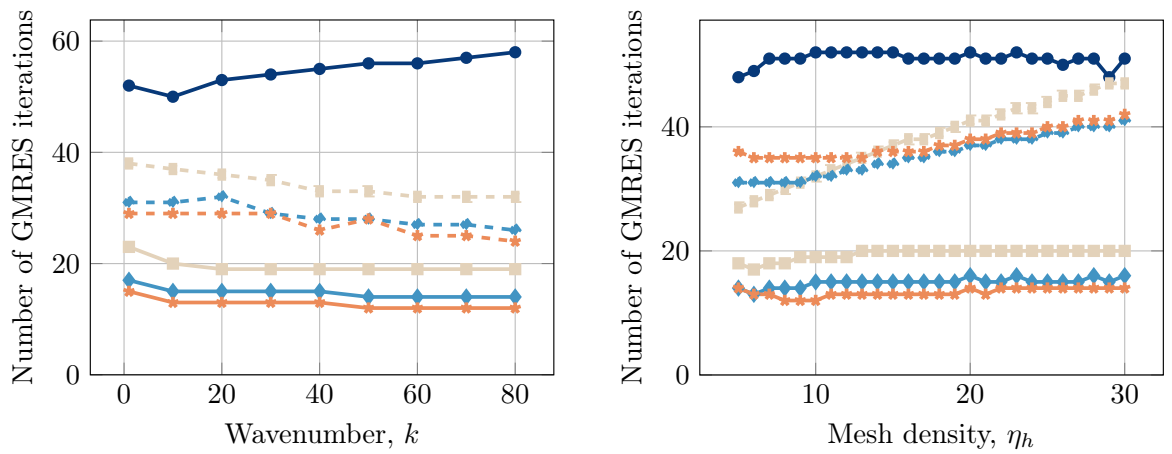 Number of GMRES iterations
60
40
20
0
0 20 40 60 80
Wavenumber, k
Number of GMRES iterations
40
20
0
10 20 30
Mesh density, ηh